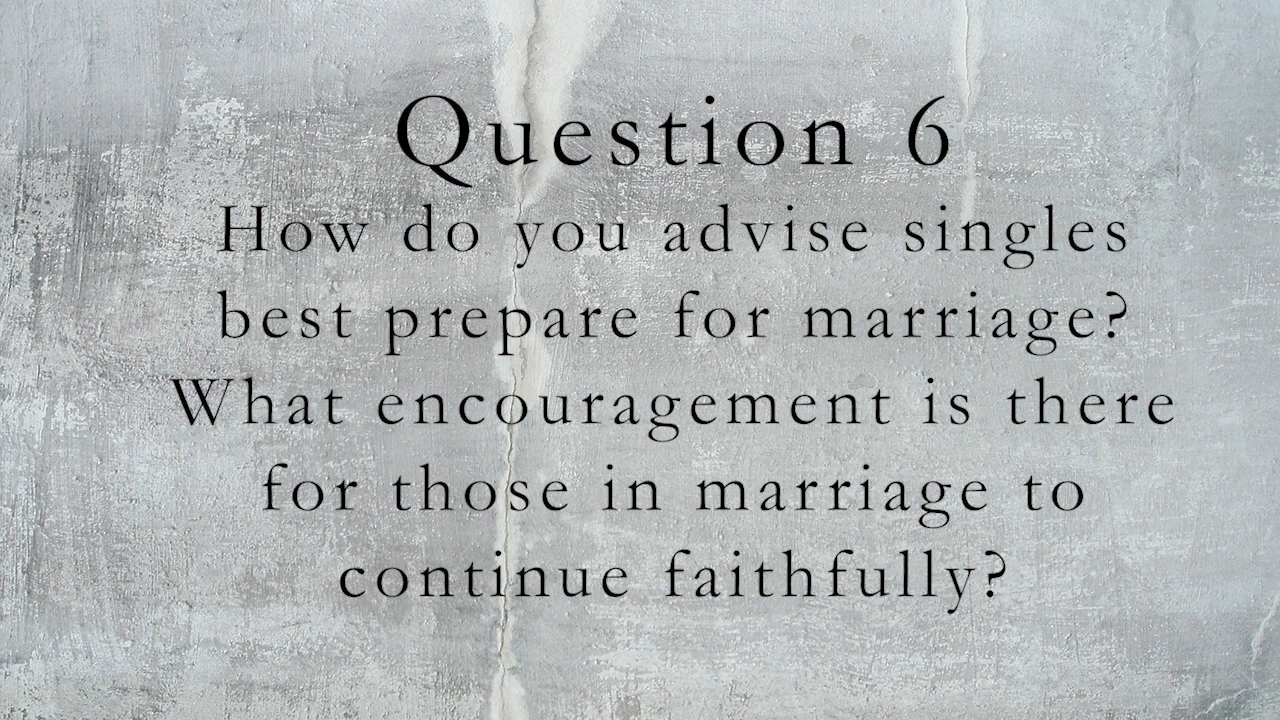 Question 6
How do you advise singles
best prepare for marriage?
What encouragement is there
for those in marriage to
continue faithfully?